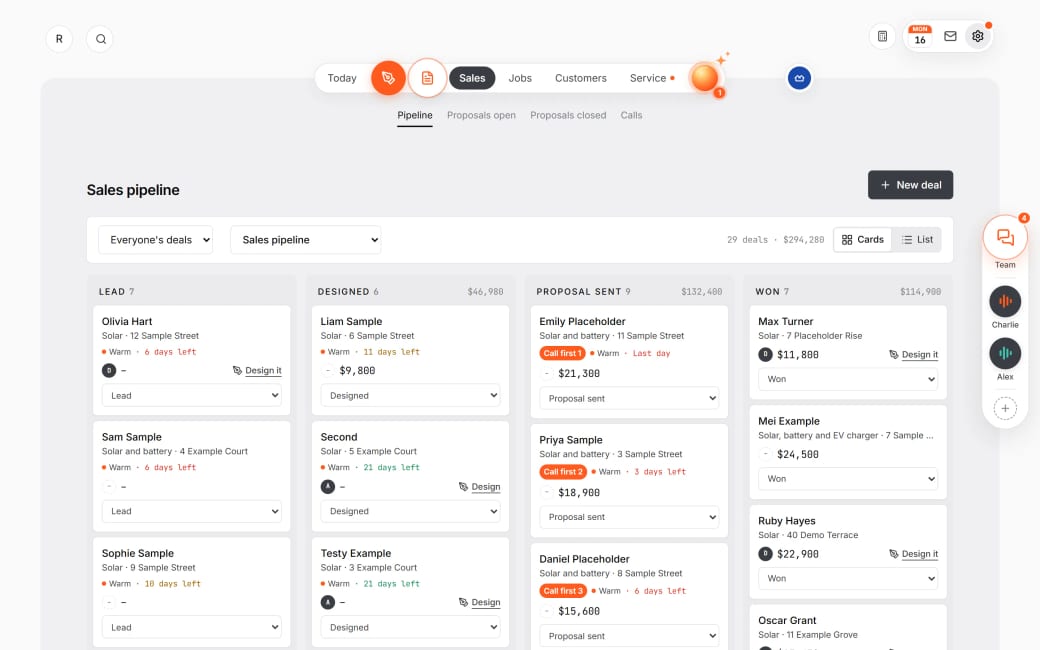 R
MON
16
Today
Sales
Jobs
Customers
Service
1
Pipeline
Proposals open
Proposals closed
Calls
Sales pipeline
+ New deal
Everyone's deals
Sales pipeline
29 deals · $294,280
Cards
List
4
Team
Charlie
Alex
LEAD 7
Olivia Hart
Solar · 12 Sample Street
Warm · 6 days left
D –
Design it
Lead
Sam Sample
Solar and battery · 4 Example Court
Warm · 6 days left
– –
Lead
Sophie Sample
Solar · 9 Sample Street
Warm · 10 days left
– –
Lead
DESIGNED 6 $46,980
Liam Sample
Solar · 6 Sample Street
Warm · 11 days left
– $9,800
Designed
Second
Solar · 5 Example Court
Warm · 21 days left
A –
Design
Designed
Testy Example
Solar · 3 Example Court
Warm · 21 days left
A –
Design
Designed
PROPOSAL SENT 9 $132,400
Emily Placeholder
Solar and battery · 11 Sample Street
Call first 1 Warm · Last day
– $21,300
Proposal sent
Priya Sample
Solar and battery · 3 Sample Street
Call first 2 Warm · 3 days left
– $18,900
Proposal sent
Daniel Placeholder
Solar and battery · 8 Sample Street
Call first 3 Warm · 6 days left
– $15,600
Proposal sent
WON 7 $114,900
Max Turner
Solar · 7 Placeholder Rise
D $11,800
Design it
Won
Mei Example
Solar, battery and EV charger · 7 Sample ...
– $24,500
Won
Ruby Hayes
Solar · 40 Demo Terrace
D $22,900
Design it
Won
Oscar Grant
Solar · 11 Example Grove